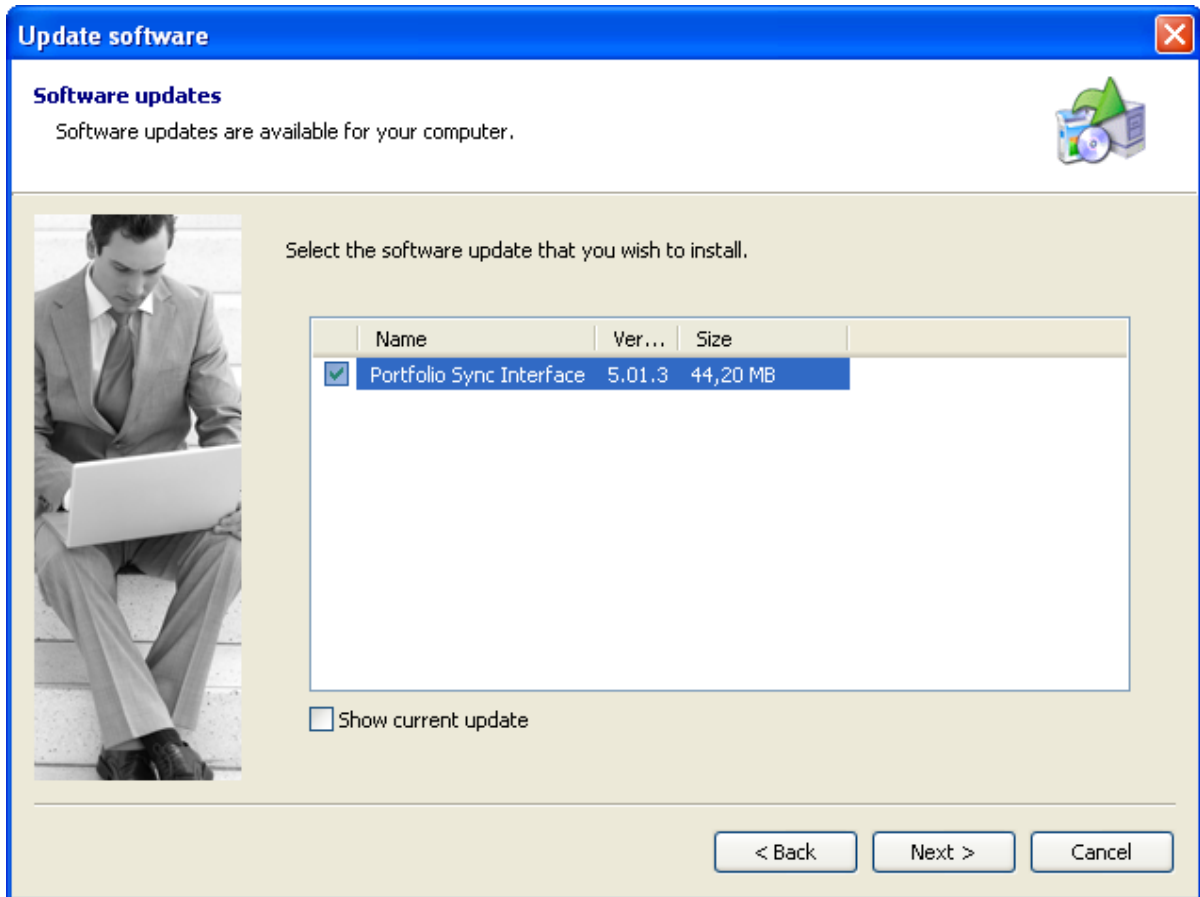 Update software
Software updates
Software updates are available for your computer.
Select the software update that you wish to install.
Name Ver... Size
Portfolio Sync Interface 5.01.3 44,20 MB
Show current update
< Back Next > Cancel